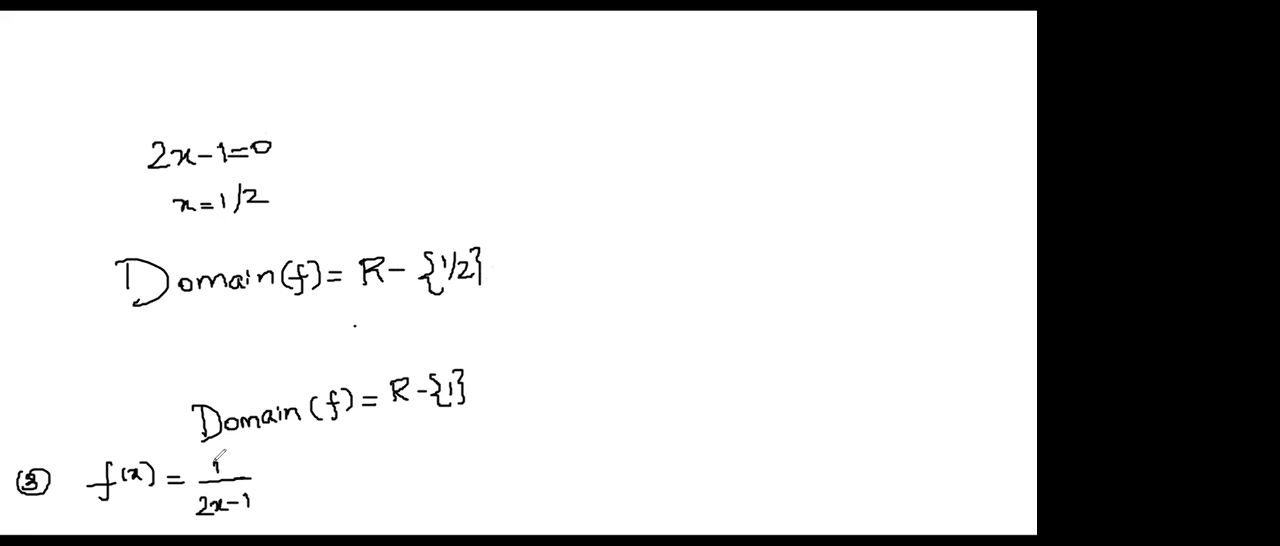 2x-1=0
x=1/2
Domain(f)= R- {1/2}
Domain(f)= R-{1}
③ f(x) = 1/2x-1